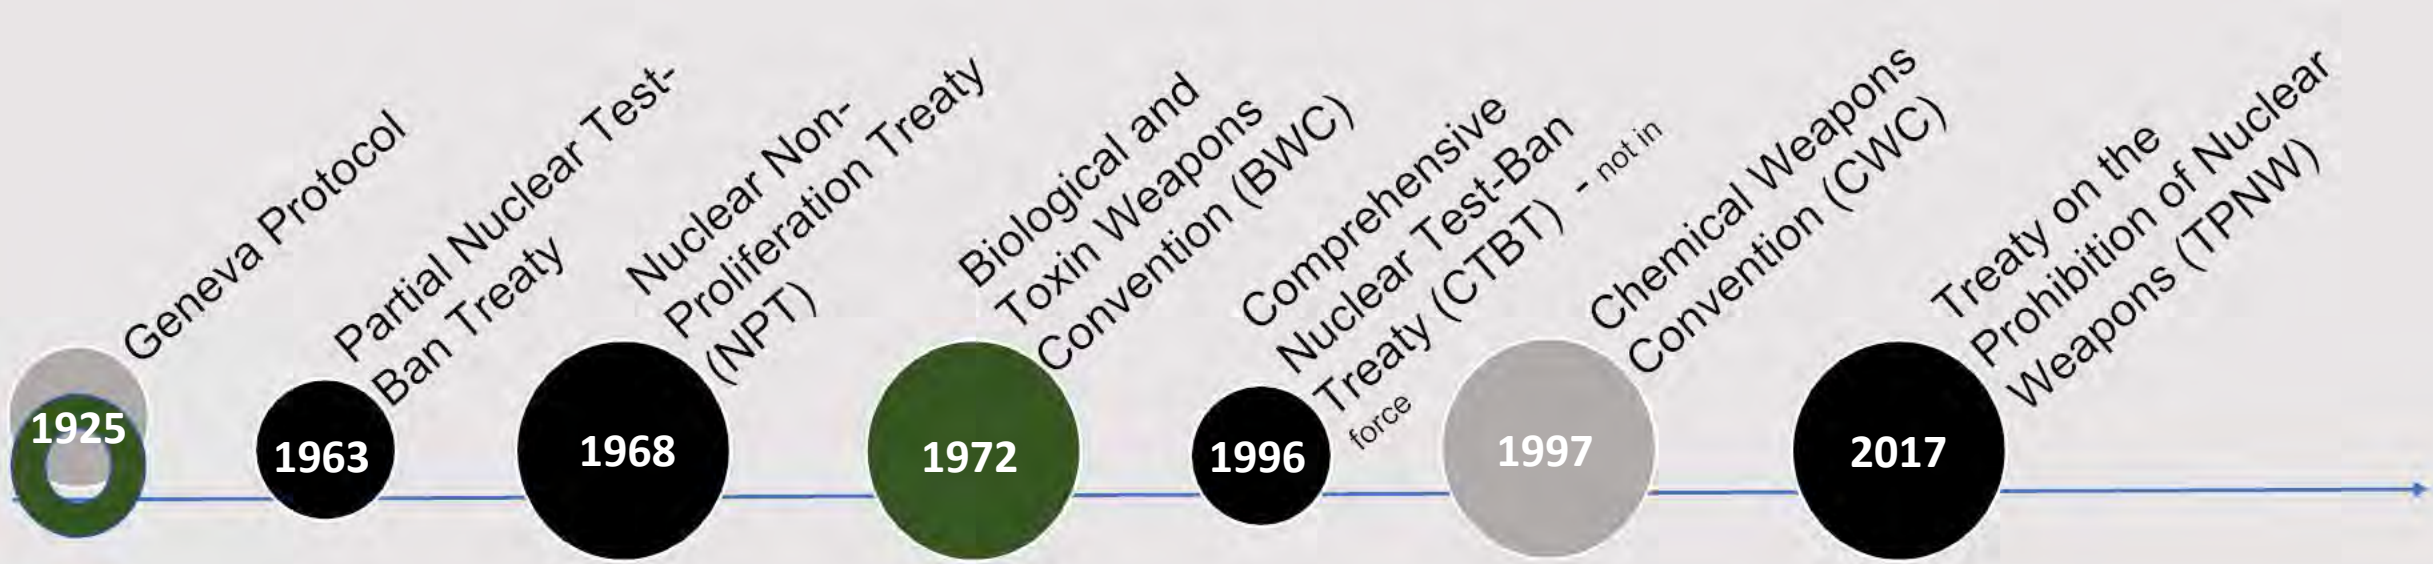 Geneva Protocol
1925
Partial Nuclear Test-
Ban Treaty
1963
Nuclear Non-
Proliferation Treaty
(NPT)
1968
Biological and
Toxin Weapons
Convention (BWC)
1972
Comprehensive
Nuclear Test-Ban
Treaty (CTBT) - not in
force
1996
Chemical Weapons
Convention (CWC)
1997
Treaty on the
Prohibition of Nuclear
Weapons (TPNW)
2017